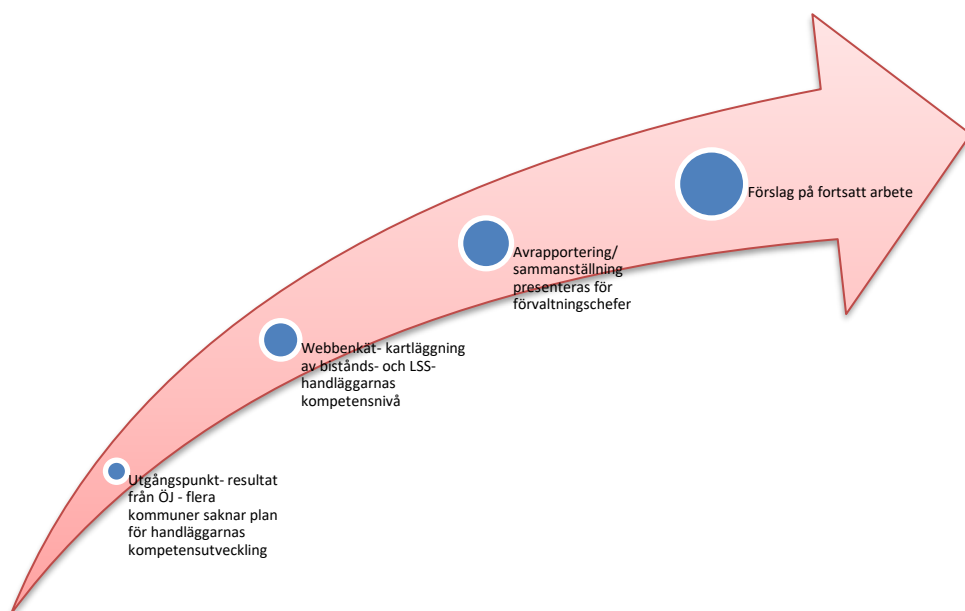 Förslag på fortsatt arbete
Avrapportering/
sammanställning
presenteras för
förvaltningschefer
Webbenkät- kartläggning
av bistånds- och LSS-
handläggarnas
kompetensnivå
Utgångspunkt- resultat
från ÖJ - flera
kommuner saknar plan
för handläggarnas
kompetensutveckling